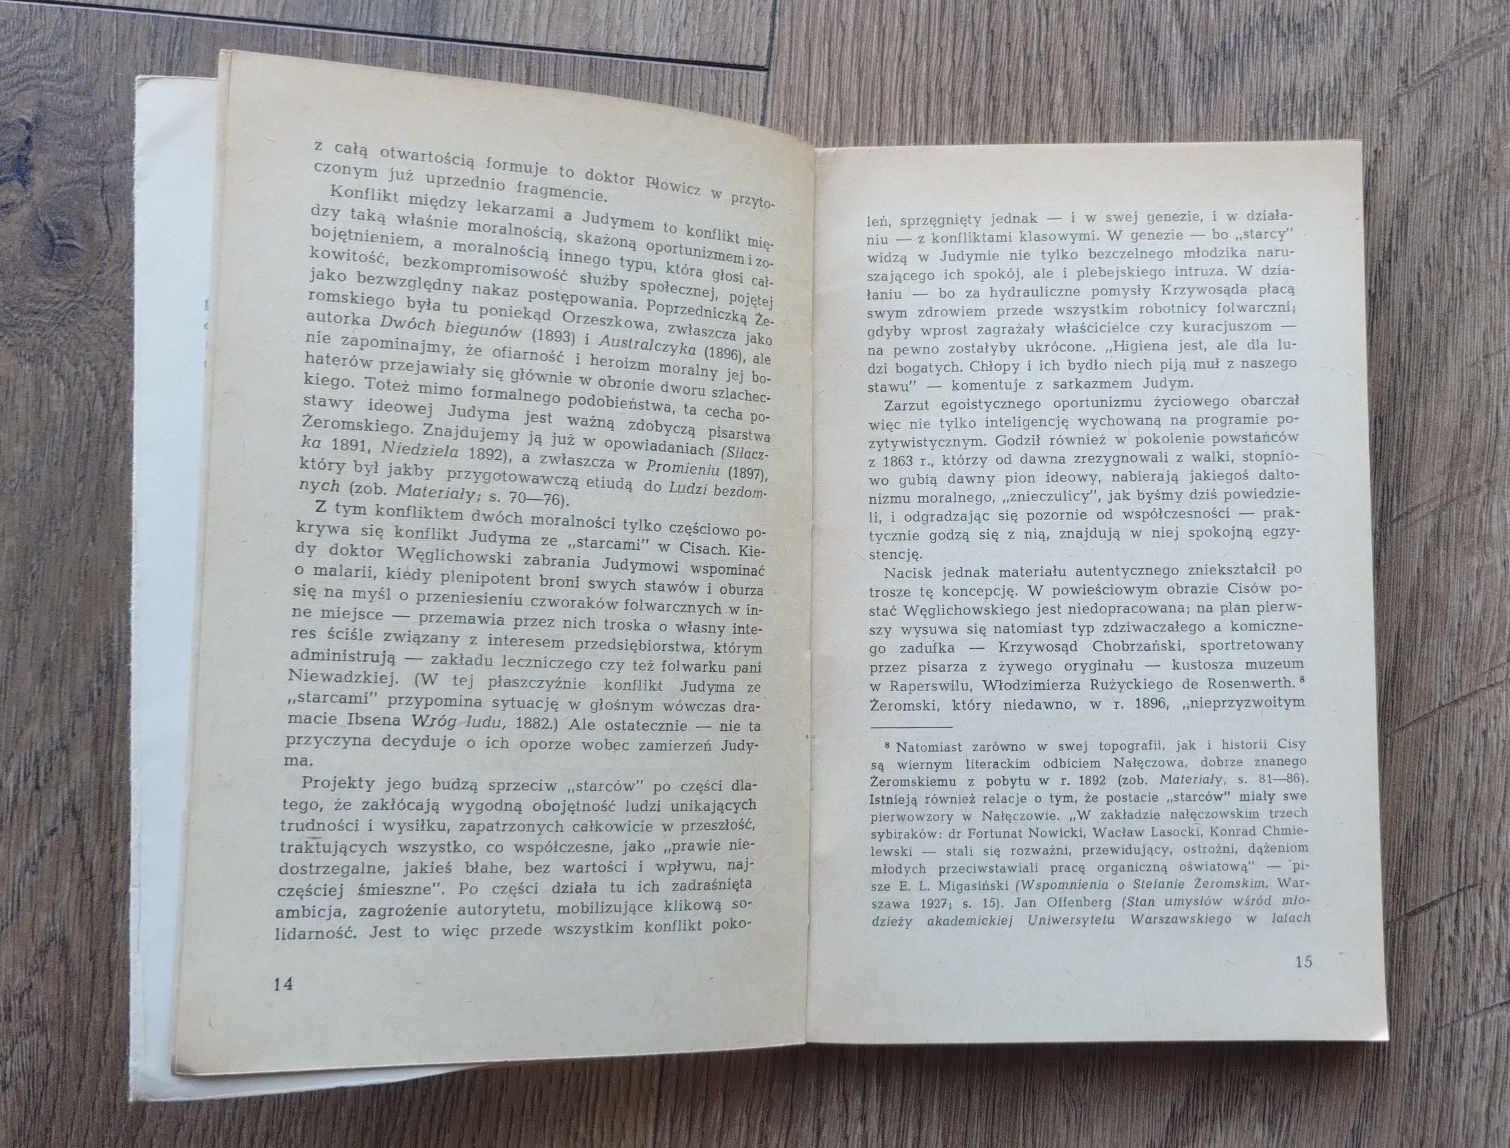 z całą otwartością formuje to doktor Płowicz w przyto-
czonym już uprzednio fragmencie.
Konflikt między lekarzami a Judymem to konflikt mię-
dzy taką właśnie moralnością, skażoną oportunizmem i zo-
bojętnieniem, a moralnością innego typu, która głosi cał-
kowitość, bezkompromisowość służby społecznej, pojętej
jako bezwzględny nakaz postępowania. Poprzedniczką Że-
romskiego była tu poniekąd Orzeszkowa, zwłaszcza jako
autorka Dwóch biegunów (1893) i Australczyka (1896), ale
nie zapominajmy, że ofiarność i heroizm moralny jej bo-
haterów przejawiały się głównie w obronie dworu szlachec-
kiego. Toteż mimo formalnego podobieństwa, ta cecha po-
stawy ideowej Judyma jest ważną zdobyczą pisarstwa
Żeromskiego. Znajdujemy ją już w opowiadaniach (Siłacz-
ka 1891, Niedziela 1892), a zwłaszcza w Promieniu (1897),
który był jakby przygotowawczą etiudą do Ludzi bezdom-
nych (zob. Materiały; s. 70—76).
Z tym konfliktem dwóch moralności tylko częściowo po-
krywa się konflikt Judyma ze „starcami" w Cisach. Kie-
dy doktor Węglichowski zabrania Judymowi wspominać
o malarii, kiedy plenipotent broni swych stawów i oburza
się na myśl o przeniesieniu czworaków folwarcznych w in-
ne miejsce — przemawia przez nich troska o własny inte-
res ściśle związany z interesem przedsiębiorstwa, którym
administrują — zakładu leczniczego czy też folwarku pani
Niewadzkiej. (W tej płaszczyźnie konflikt Judyma ze
„starcami" przypomina sytuację w głośnym wówczas dra-
macie Ibsena Wróg ludu, 1882.) Ale ostatecznie — nie ta
przyczyna decyduje o ich oporze wobec zamierzeń Judy-
ma.
Projekty jego budzą sprzeciw „starców" po części dla-
tego, że zakłócają wygodną obojętność ludzi unikających
trudności i wysiłku, zapatrzonych całkowicie w przeszłość,
traktujących wszystko, co współczesne, jako „prawie nie-
dostrzegalne, jakieś błahe, bez wartości i wpływu, naj-
częściej śmieszne". Po części działa tu ich zadraśnięta
ambicja, zagrożenie autorytetu, mobilizujące klikową so-
lidarność. Jest to więc przede wszystkim konflikt poko-
14
leń, sprzęgnięty jednak — i w swej genezie, i w działa-
niu — z konfliktami klasowymi. W genezie — bo „starcy"
widzą w Judymie nie tylko bezczelnego młodzika naru-
szającego ich spokój, ale i plebejskiego intruza. W dzia-
łaniu — bo za hydrauliczne pomysły Krzywosąda płacą
swym zdrowiem przede wszystkim robotnicy folwarczni;
gdyby wprost zagrażały właścicielce czy kuracjuszom —
na pewno zostałyby ukrócone. „Higiena jest, ale dla lu-
dzi bogatych. Chłopy i ich bydło niech piją muł z naszego
stawu" — komentuje z sarkazmem Judym.
Zarzut egoistycznego oportunizmu życiowego obarczał
więc nie tylko inteligencję wychowaną na programie po-
zytywistycznym. Godził również w pokolenie powstańców
z 1863 r., którzy od dawna zrezygnowali z walki, stopnio-
wo gubią dawny pion ideowy, nabierają jakiegoś dalto-
nizmu moralnego, „znieczulicy", jak byśmy dziś powiedzie-
li, i odgradzając się pozornie od współczesności — prak-
tycznie godzą się z nią, znajdują w niej spokojną egzy-
stencję.
Nacisk jednak materiału autentycznego zniekształcił po
trosze tę koncepcję. W powieściowym obrazie Cisów po-
stać Węglichowskiego jest niedopracowana; na plan pierw-
szy wysuwa się natomiast typ zdziwaczałego a komiczne-
go zadufka — Krzywosąd Chobrzański, sportretowany
przez pisarza z żywego oryginału — kustosza muzeum
w Raperswilu, Włodzimierza Rużyckiego de Rosenwerth.⁸
Żeromski, który niedawno, w r. 1896, „nieprzyzwoitym
⁸ Natomiast zarówno w swej topografii, jak i historii Cisy
są wiernym literackim odbiciem Nałęczowa, dobrze znanego
Żeromskiemu z pobytu w r. 1892 (zob. Materiały, s. 81—86).
Istnieją również relacje o tym, że postacie „starców" miały swe
pierwowzory w Nałęczowie. „W zakładzie nałęczowskim trzech
sybiraków: dr Fortunat Nowicki, Wacław Lasocki, Konrad Chmie-
lewski — stali się rozważni, przewidujący, ostrożni, dążeniom
młodych przeciwstawiali pracę organiczną oświatową" — pi-
sze E. L. Migasiński (Wspomnienia o Stefanie Żeromskim, War-
szawa 1927; s. 15). Jan Offenberg (Stan umysłów wśród mło-
dzieży akademickiej Uniwersytetu Warszawskiego w latach
15